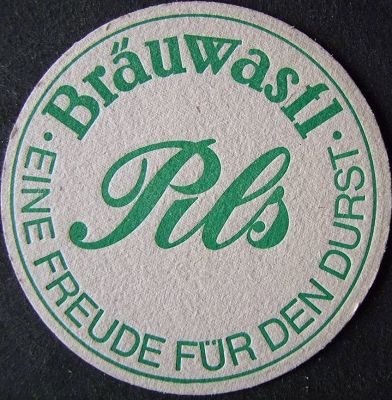 Bräuwastl
Pils
· EINE FREUDE FÜR DEN DURST ·